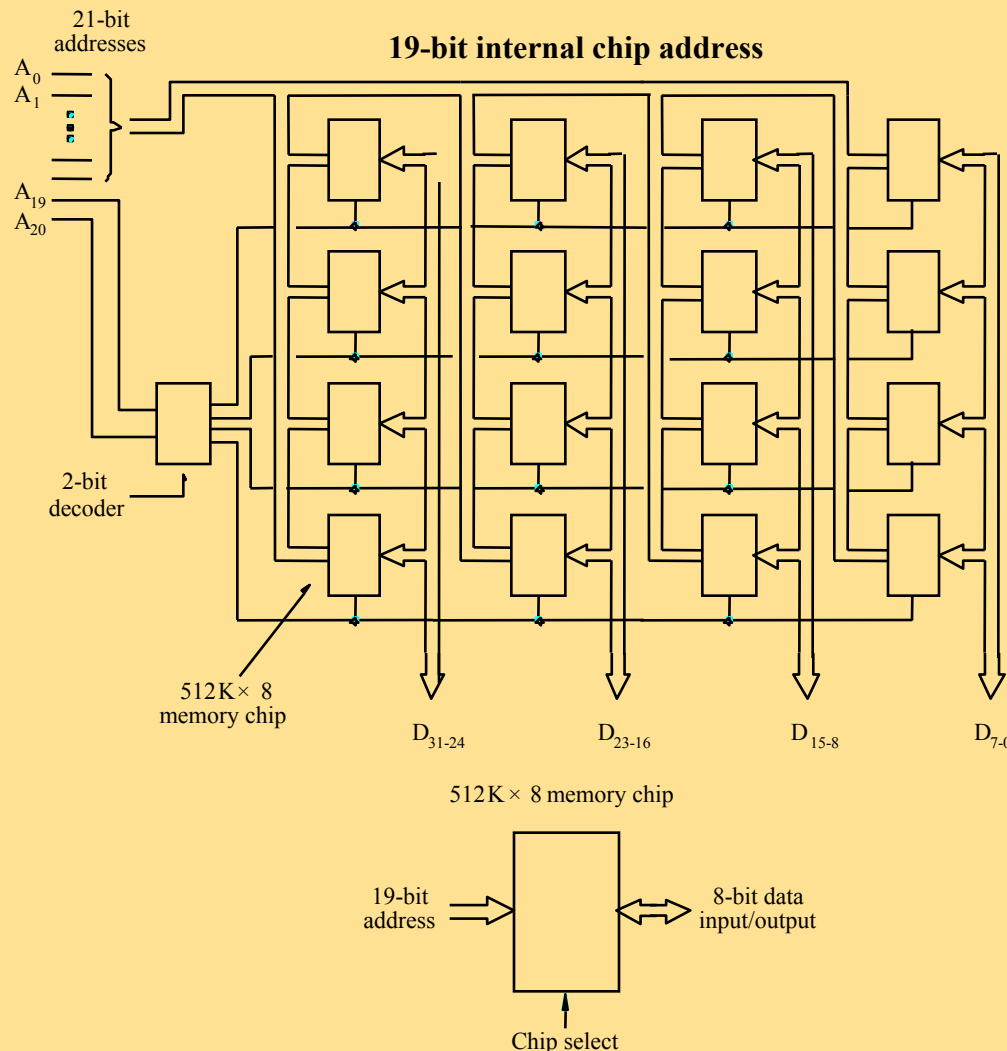 21-bit
addresses
19-bit internal chip address
A0
A1
A19
A20
2-bit
decoder
512K × 8
memory chip
D31-24
D23-16
D15-8
D7-0
512K × 8 memory chip
19-bit
address
8-bit data
input/output
Chip select